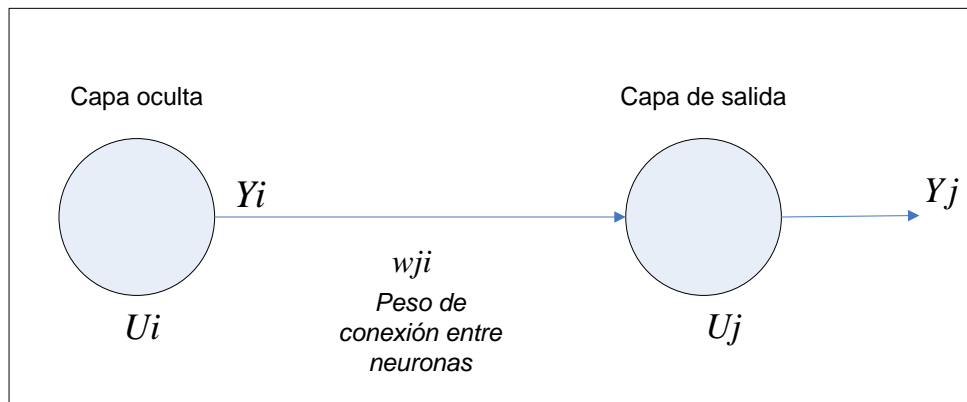 Capa oculta
Capa de salida
Yi
Yj
wji
Peso de
conexión entre
neuronas
Ui
Uj